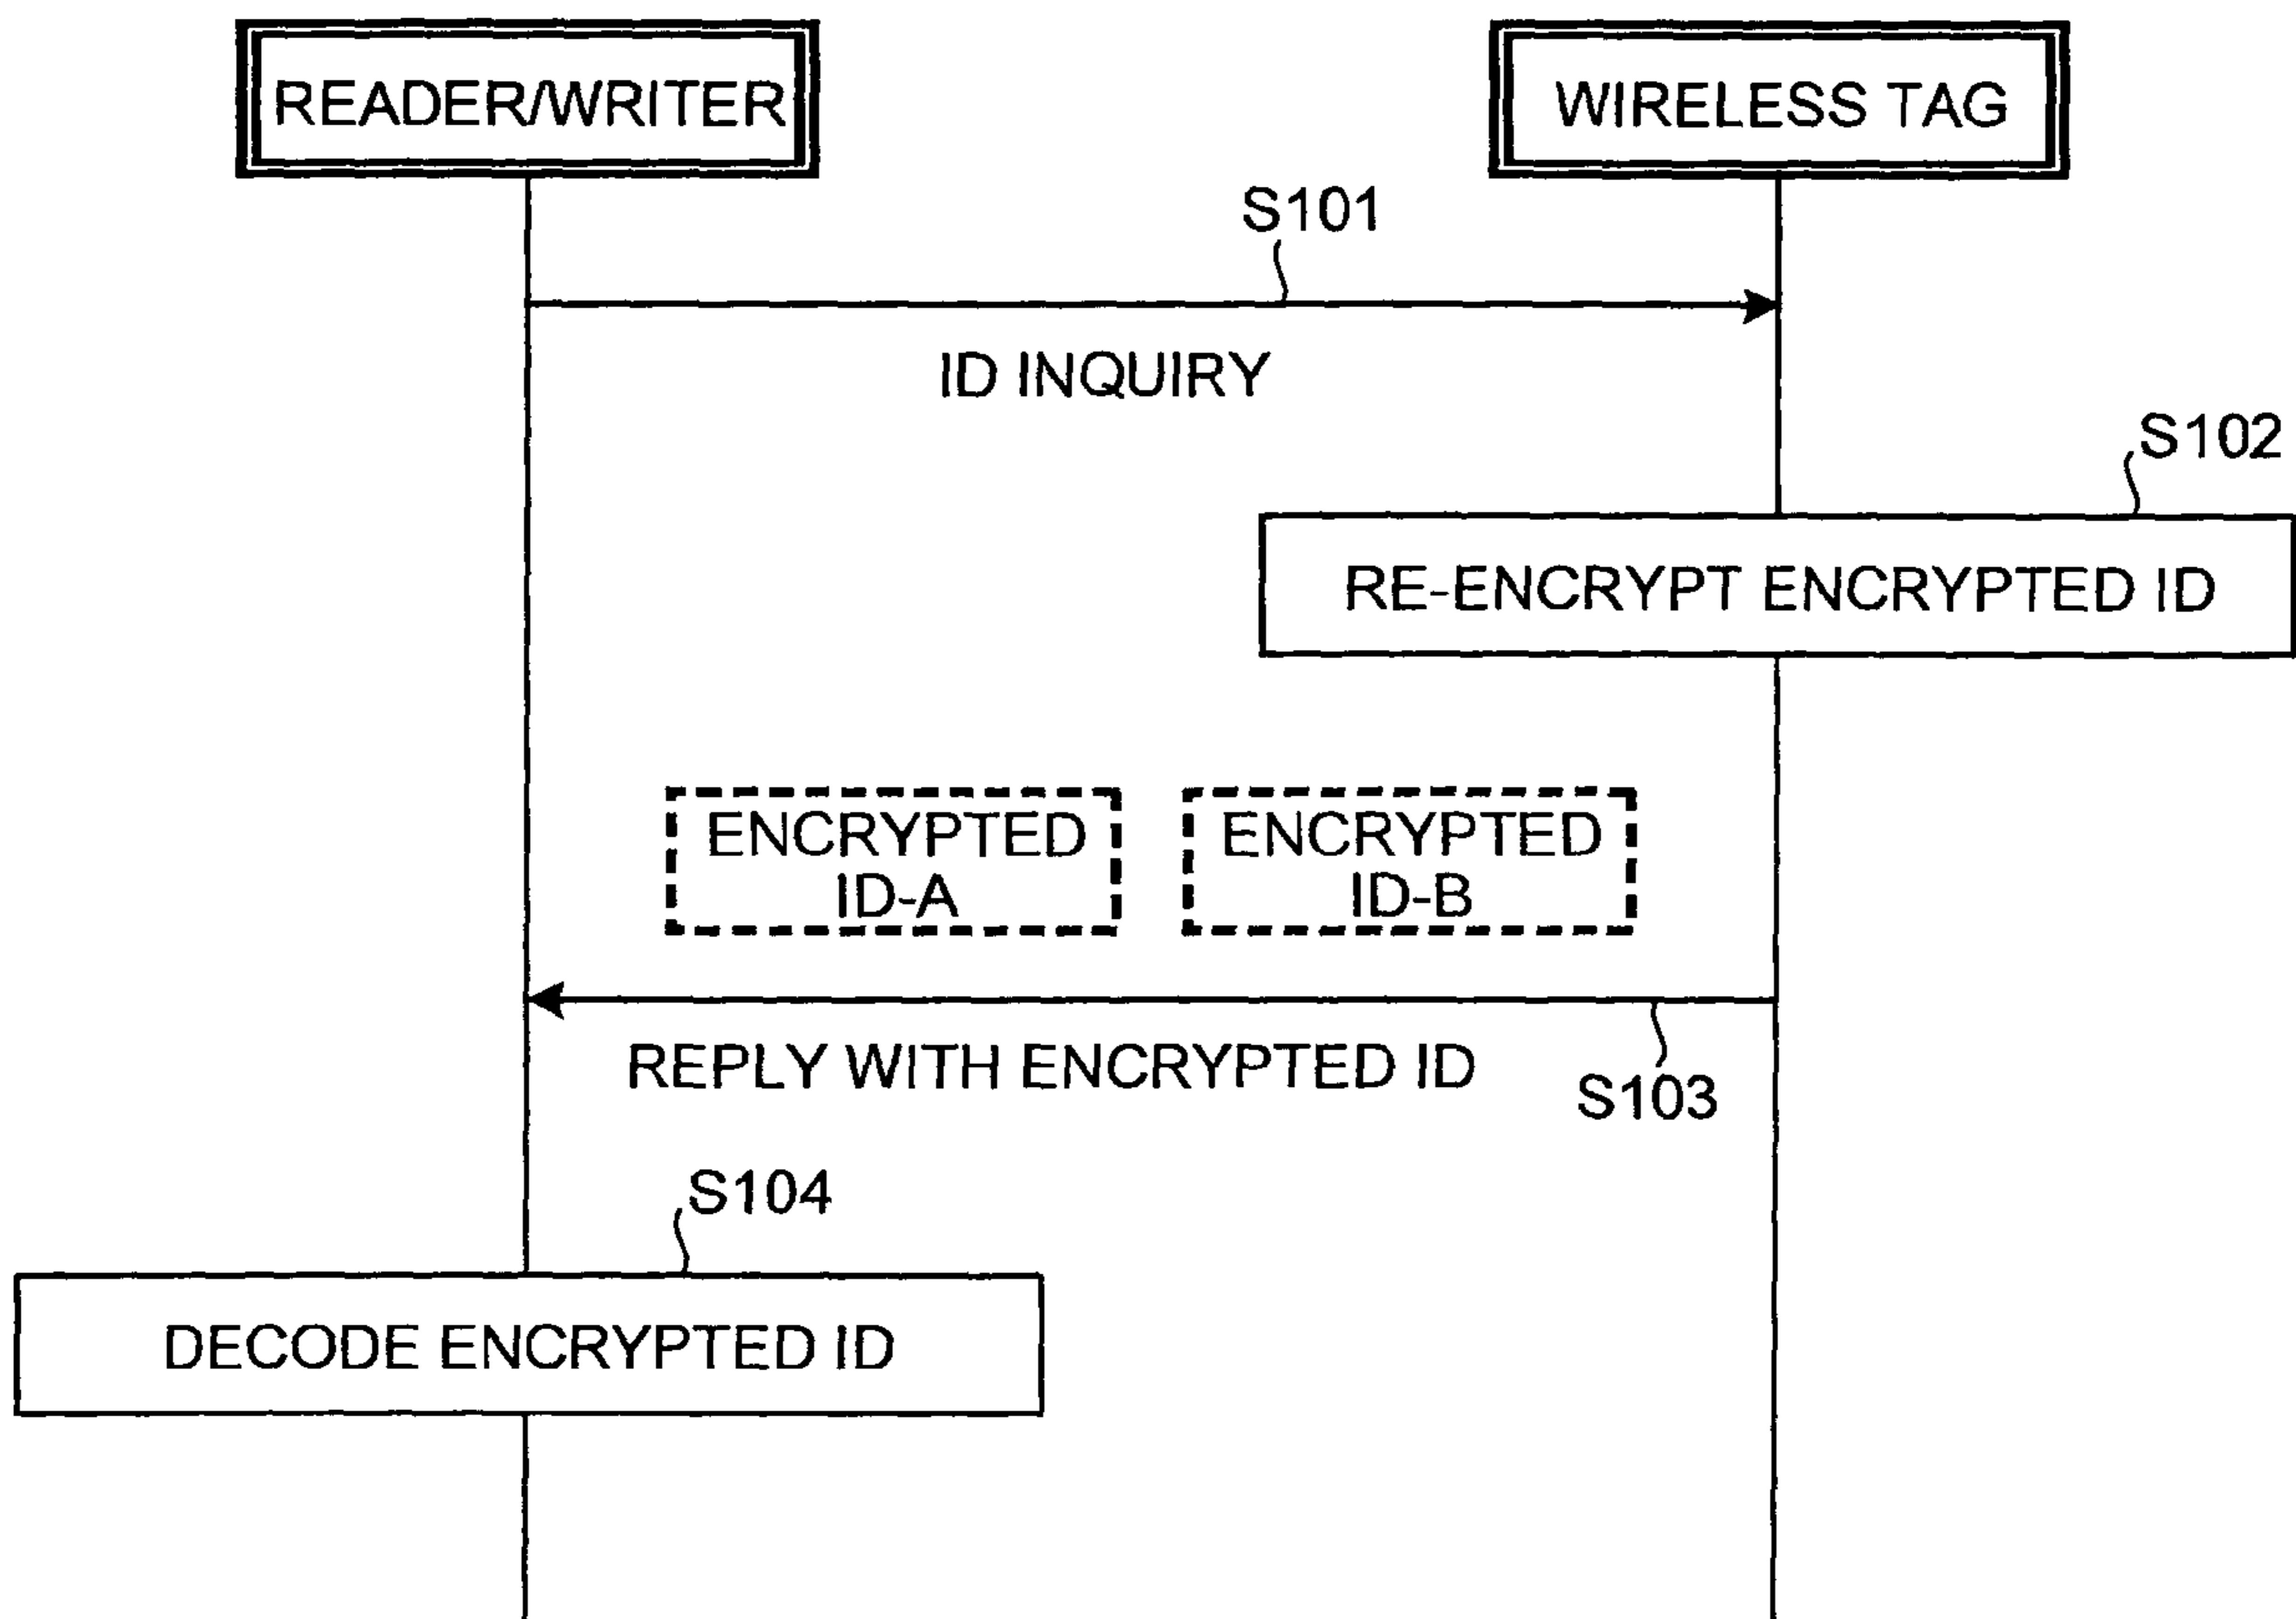 READER/WRITER
WIRELESS TAG
S101
ID INQUIRY
S102
RE-ENCRYPT ENCRYPTED ID
ENCRYPTED
ID-A
ENCRYPTED
ID-B
REPLY WITH ENCRYPTED ID
S103
S104
DECODE ENCRYPTED ID